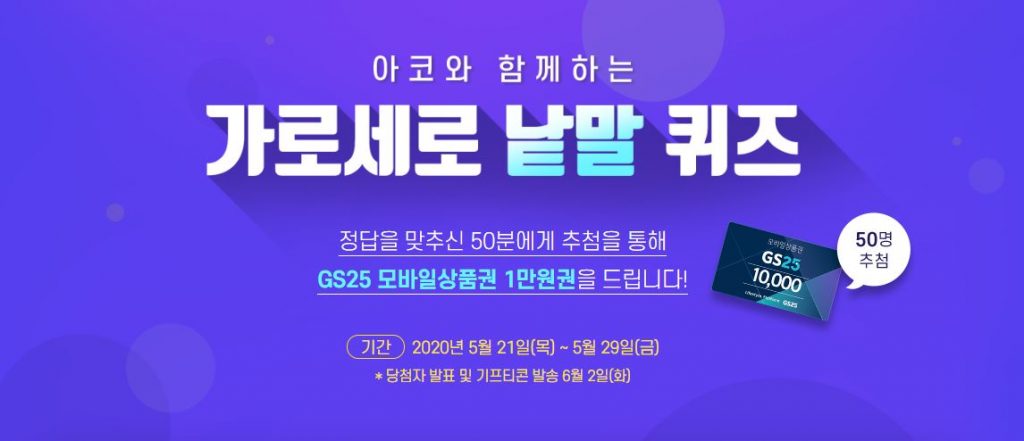 아코와 함께하는
가로세로 낱말 퀴즈
정답을 맞추신 50분에게 추첨을 통해
GS25 모바일상품권 1만원권을 드립니다!
모바일상품권
GS25
10,000
Lifestyle Platform GS25
50명
추첨
기간 2020년 5월 21일(목) ~ 5월 29일(금)
* 당첨자 발표 및 기프티콘 발송 6월 2일(화)